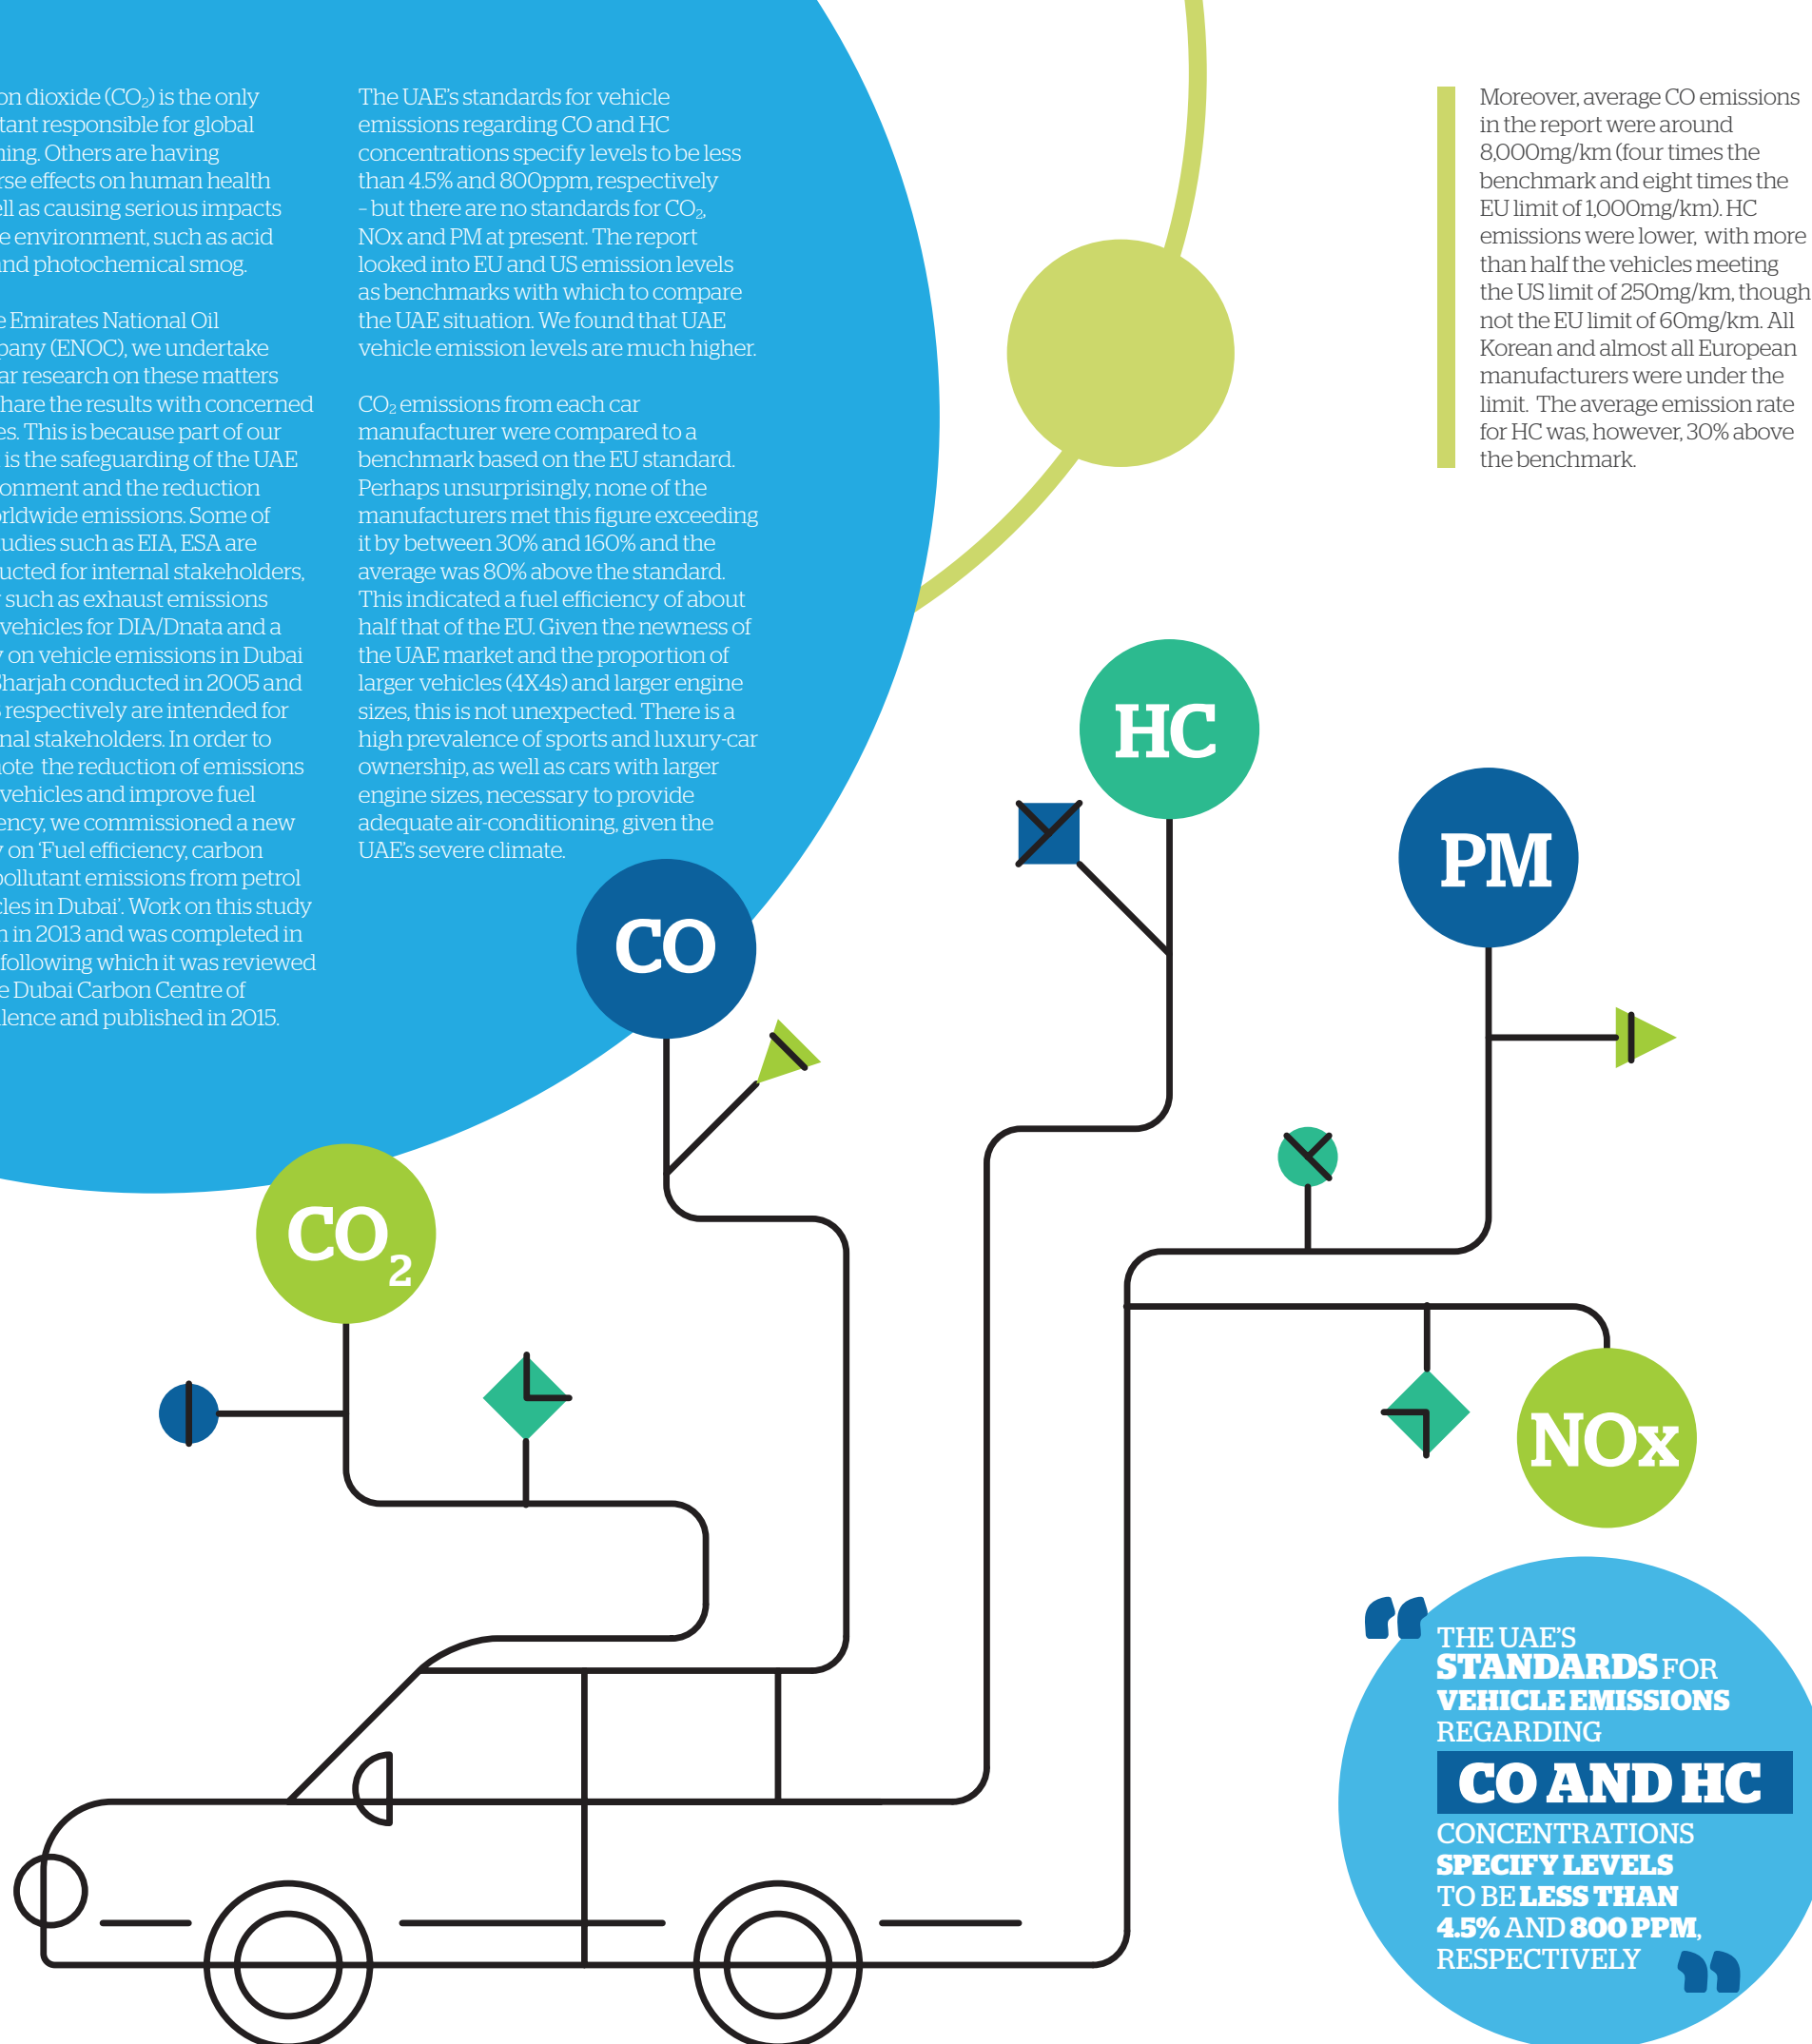 on dioxide (CO₂) is the only
tant responsible for global
ning. Others are having
rse effects on human health
ell as causing serious impacts
e environment, such as acid
and photochemical smog.
e Emirates National Oil
pany (ENOC), we undertake
ar research on these matters
share the results with concerned
es. This is because part of our
is the safeguarding of the UAE
onment and the reduction
orldwide emissions. Some of
tudies such as EIA, ESA are
ucted for internal stakeholders,
y such as exhaust emissions
vehicles for DIA/Dnata and a
y on vehicle emissions in Dubai
Sharjah conducted in 2005 and
respectively are intended for
nal stakeholders. In order to
note the reduction of emissions
vehicles and improve fuel
ency, we commissioned a new
y on ‘Fuel efficiency, carbon
pollutant emissions from petrol
cles in Dubai’. Work on this study
n in 2013 and was completed in
following which it was reviewed
e Dubai Carbon Centre of
llence and published in 2015.
The UAE’s standards for vehicle
emissions regarding CO and HC
concentrations specify levels to be less
than 4.5% and 800ppm, respectively
– but there are no standards for CO₂,
NOx and PM at present. The report
looked into EU and US emission levels
as benchmarks with which to compare
the UAE situation. We found that UAE
vehicle emission levels are much higher.
CO₂ emissions from each car
manufacturer were compared to a
benchmark based on the EU standard.
Perhaps unsurprisingly, none of the
manufacturers met this figure exceeding
it by between 30% and 160% and the
average was 80% above the standard.
This indicated a fuel efficiency of about
half that of the EU. Given the newness of
the UAE market and the proportion of
larger vehicles (4X4s) and larger engine
sizes, this is not unexpected. There is a
high prevalence of sports and luxury-car
ownership, as well as cars with larger
engine sizes, necessary to provide
adequate air-conditioning, given the
UAE’s severe climate.
Moreover, average CO emissions
in the report were around
8,000mg/km (four times the
benchmark and eight times the
EU limit of 1,000mg/km). HC
emissions were lower, with more
than half the vehicles meeting
the US limit of 250mg/km, though
not the EU limit of 60mg/km. All
Korean and almost all European
manufacturers were under the
limit. The average emission rate
for HC was, however, 30% above
the benchmark.
HC
PM
CO
CO₂
NOx
“THE UAE’S
STANDARDS FOR
VEHICLE EMISSIONS
REGARDING
CO AND HC
CONCENTRATIONS
SPECIFY LEVELS
TO BE LESS THAN
4.5% AND 800 PPM,
RESPECTIVELY”